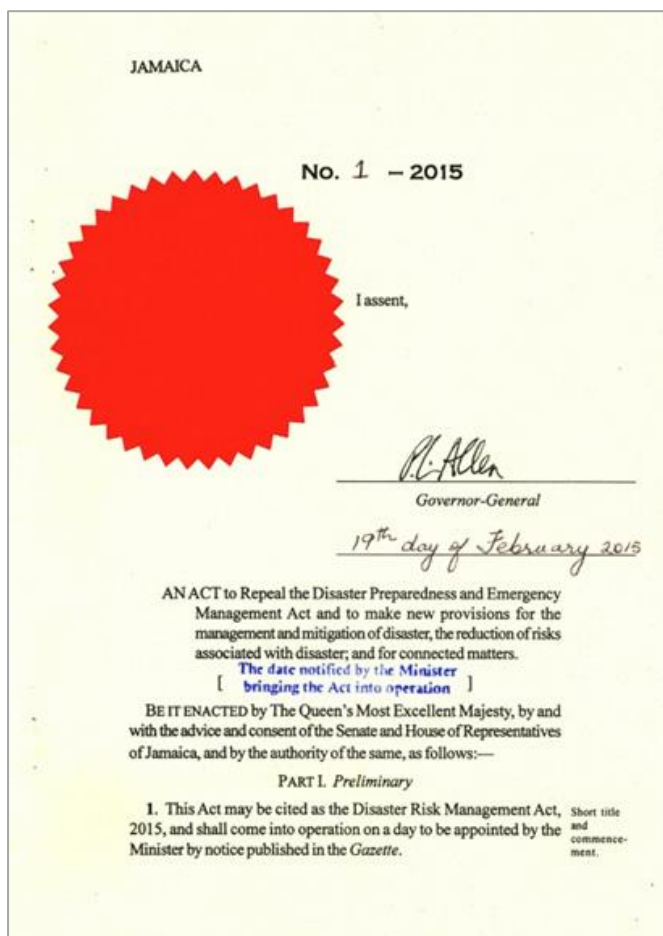 JAMAICA
No. 1 – 2015
I assent,
P.L. Allen
Governor-General
19th day of February 2015
AN ACT to Repeal the Disaster Preparedness and Emergency
Management Act and to make new provisions for the
management and mitigation of disaster, the reduction of risks
associated with disaster; and for connected matters.
[ The date notified by the Minister
bringing the Act into operation ]
BE IT ENACTED by The Queen's Most Excellent Majesty, by and
with the advice and consent of the Senate and House of Representatives
of Jamaica, and by the authority of the same, as follows:—
PART I. Preliminary
1. This Act may be cited as the Disaster Risk Management Act,
2015, and shall come into operation on a day to be appointed by the
Minister by notice published in the Gazette.
Short title
and
commence-
ment.